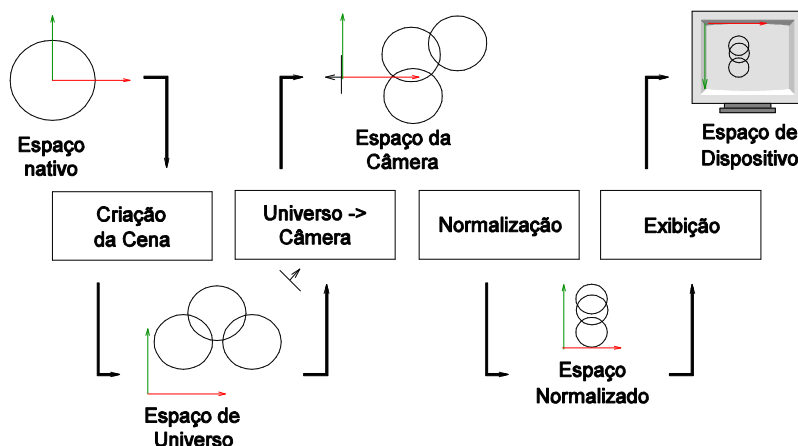 Espaço
nativo
Espaço da
Câmera
Espaço de
Dispositivo
Criação
da Cena
Universo ->
Câmera
Normalização
Exibição
Espaço de
Universo
Espaço
Normalizado